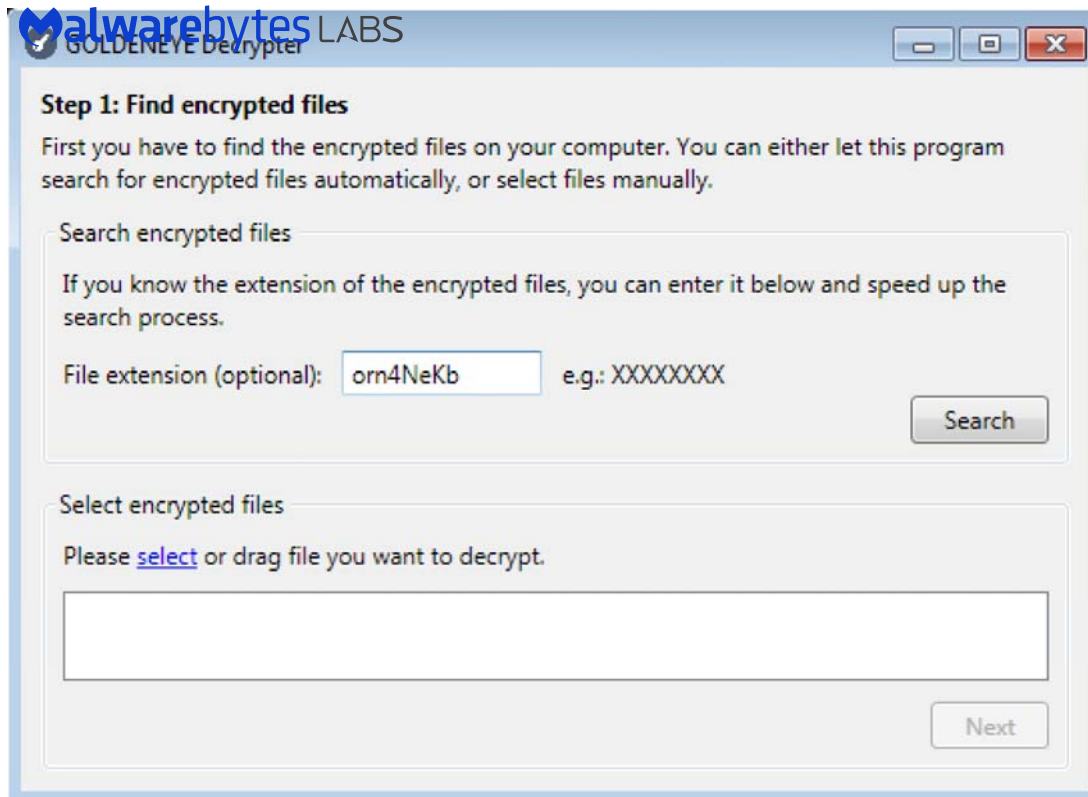 Malwarebytes LABS
GOLDENEYE Decrypter
Step 1: Find encrypted files
First you have to find the encrypted files on your computer. You can either let this program
search for encrypted files automatically, or select files manually.
Search encrypted files
If you know the extension of the encrypted files, you can enter it below and speed up the
search process.
File extension (optional): orn4NeKb e.g.: XXXXXXXX
Search
Select encrypted files
Please select or drag file you want to decrypt.
Next